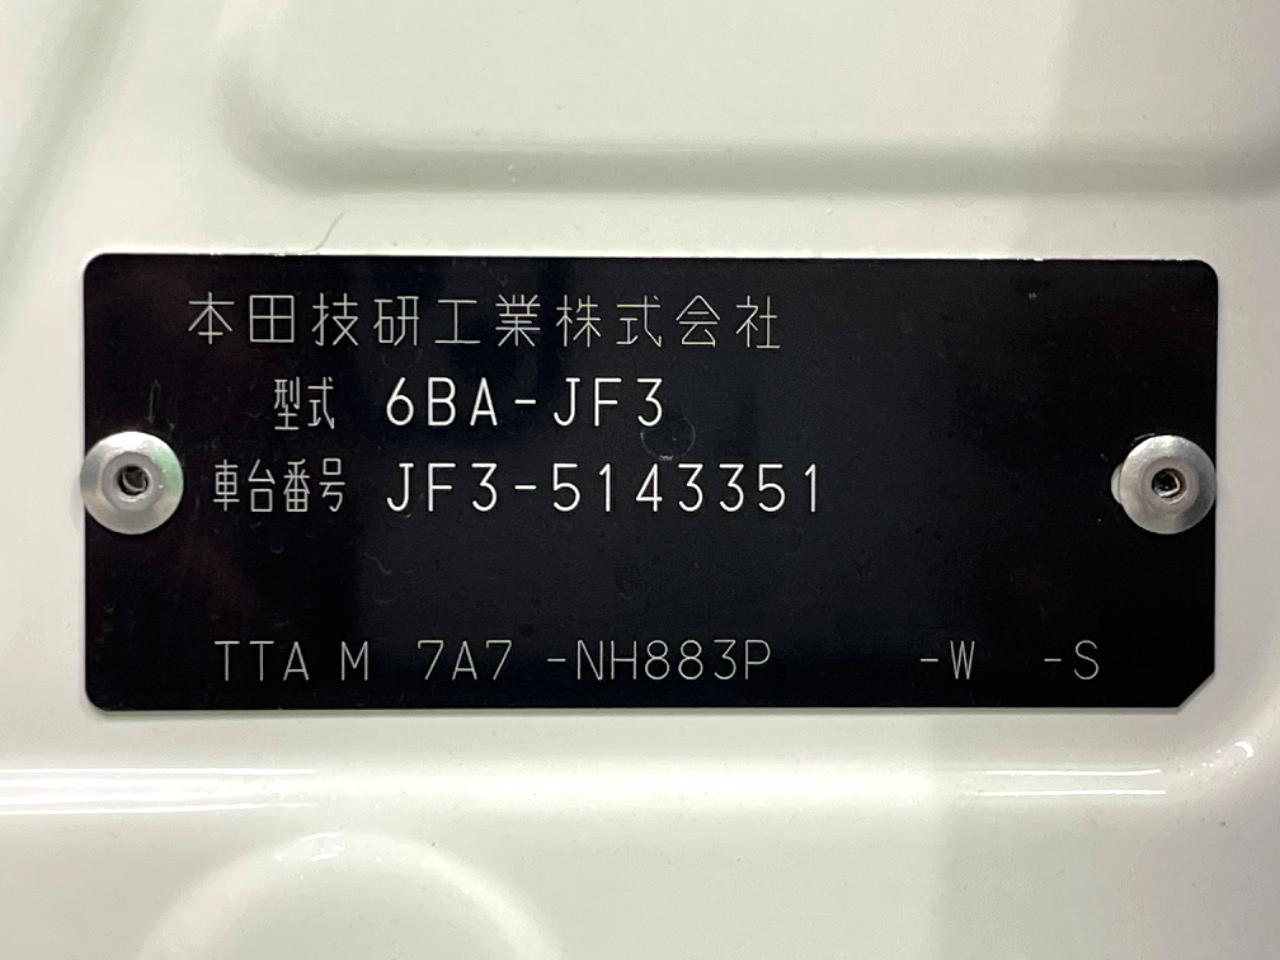 本田技研工業株式会社
型式 6BA-JF3
車台番号 JF3-5143351
TTA M 7A7 -NH883P -W -S